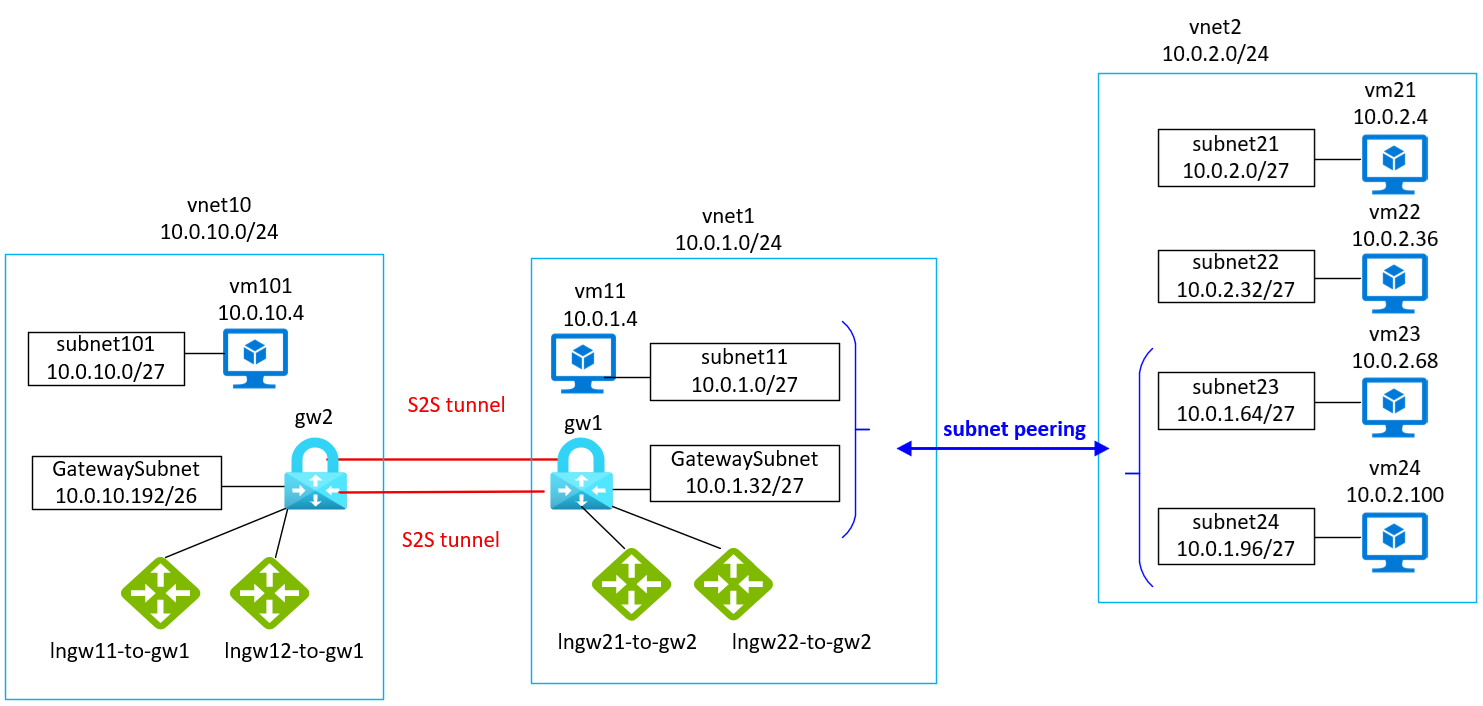 vnet2
10.0.2.0/24
vm21
10.0.2.4
subnet21
10.0.2.0/27
vm22
10.0.2.36
subnet22
10.0.2.32/27
vm23
10.0.2.68
subnet23
10.0.1.64/27
vm24
10.0.2.100
subnet24
10.0.1.96/27
vnet10
10.0.10.0/24
vm101
10.0.10.4
subnet101
10.0.10.0/27
gw2
GatewaySubnet
10.0.10.192/26
lngw11-to-gw1
lngw12-to-gw1
S2S tunnel
S2S tunnel
vnet1
10.0.1.0/24
vm11
10.0.1.4
subnet11
10.0.1.0/27
gw1
GatewaySubnet
10.0.1.32/27
lngw21-to-gw2
lngw22-to-gw2
subnet peering